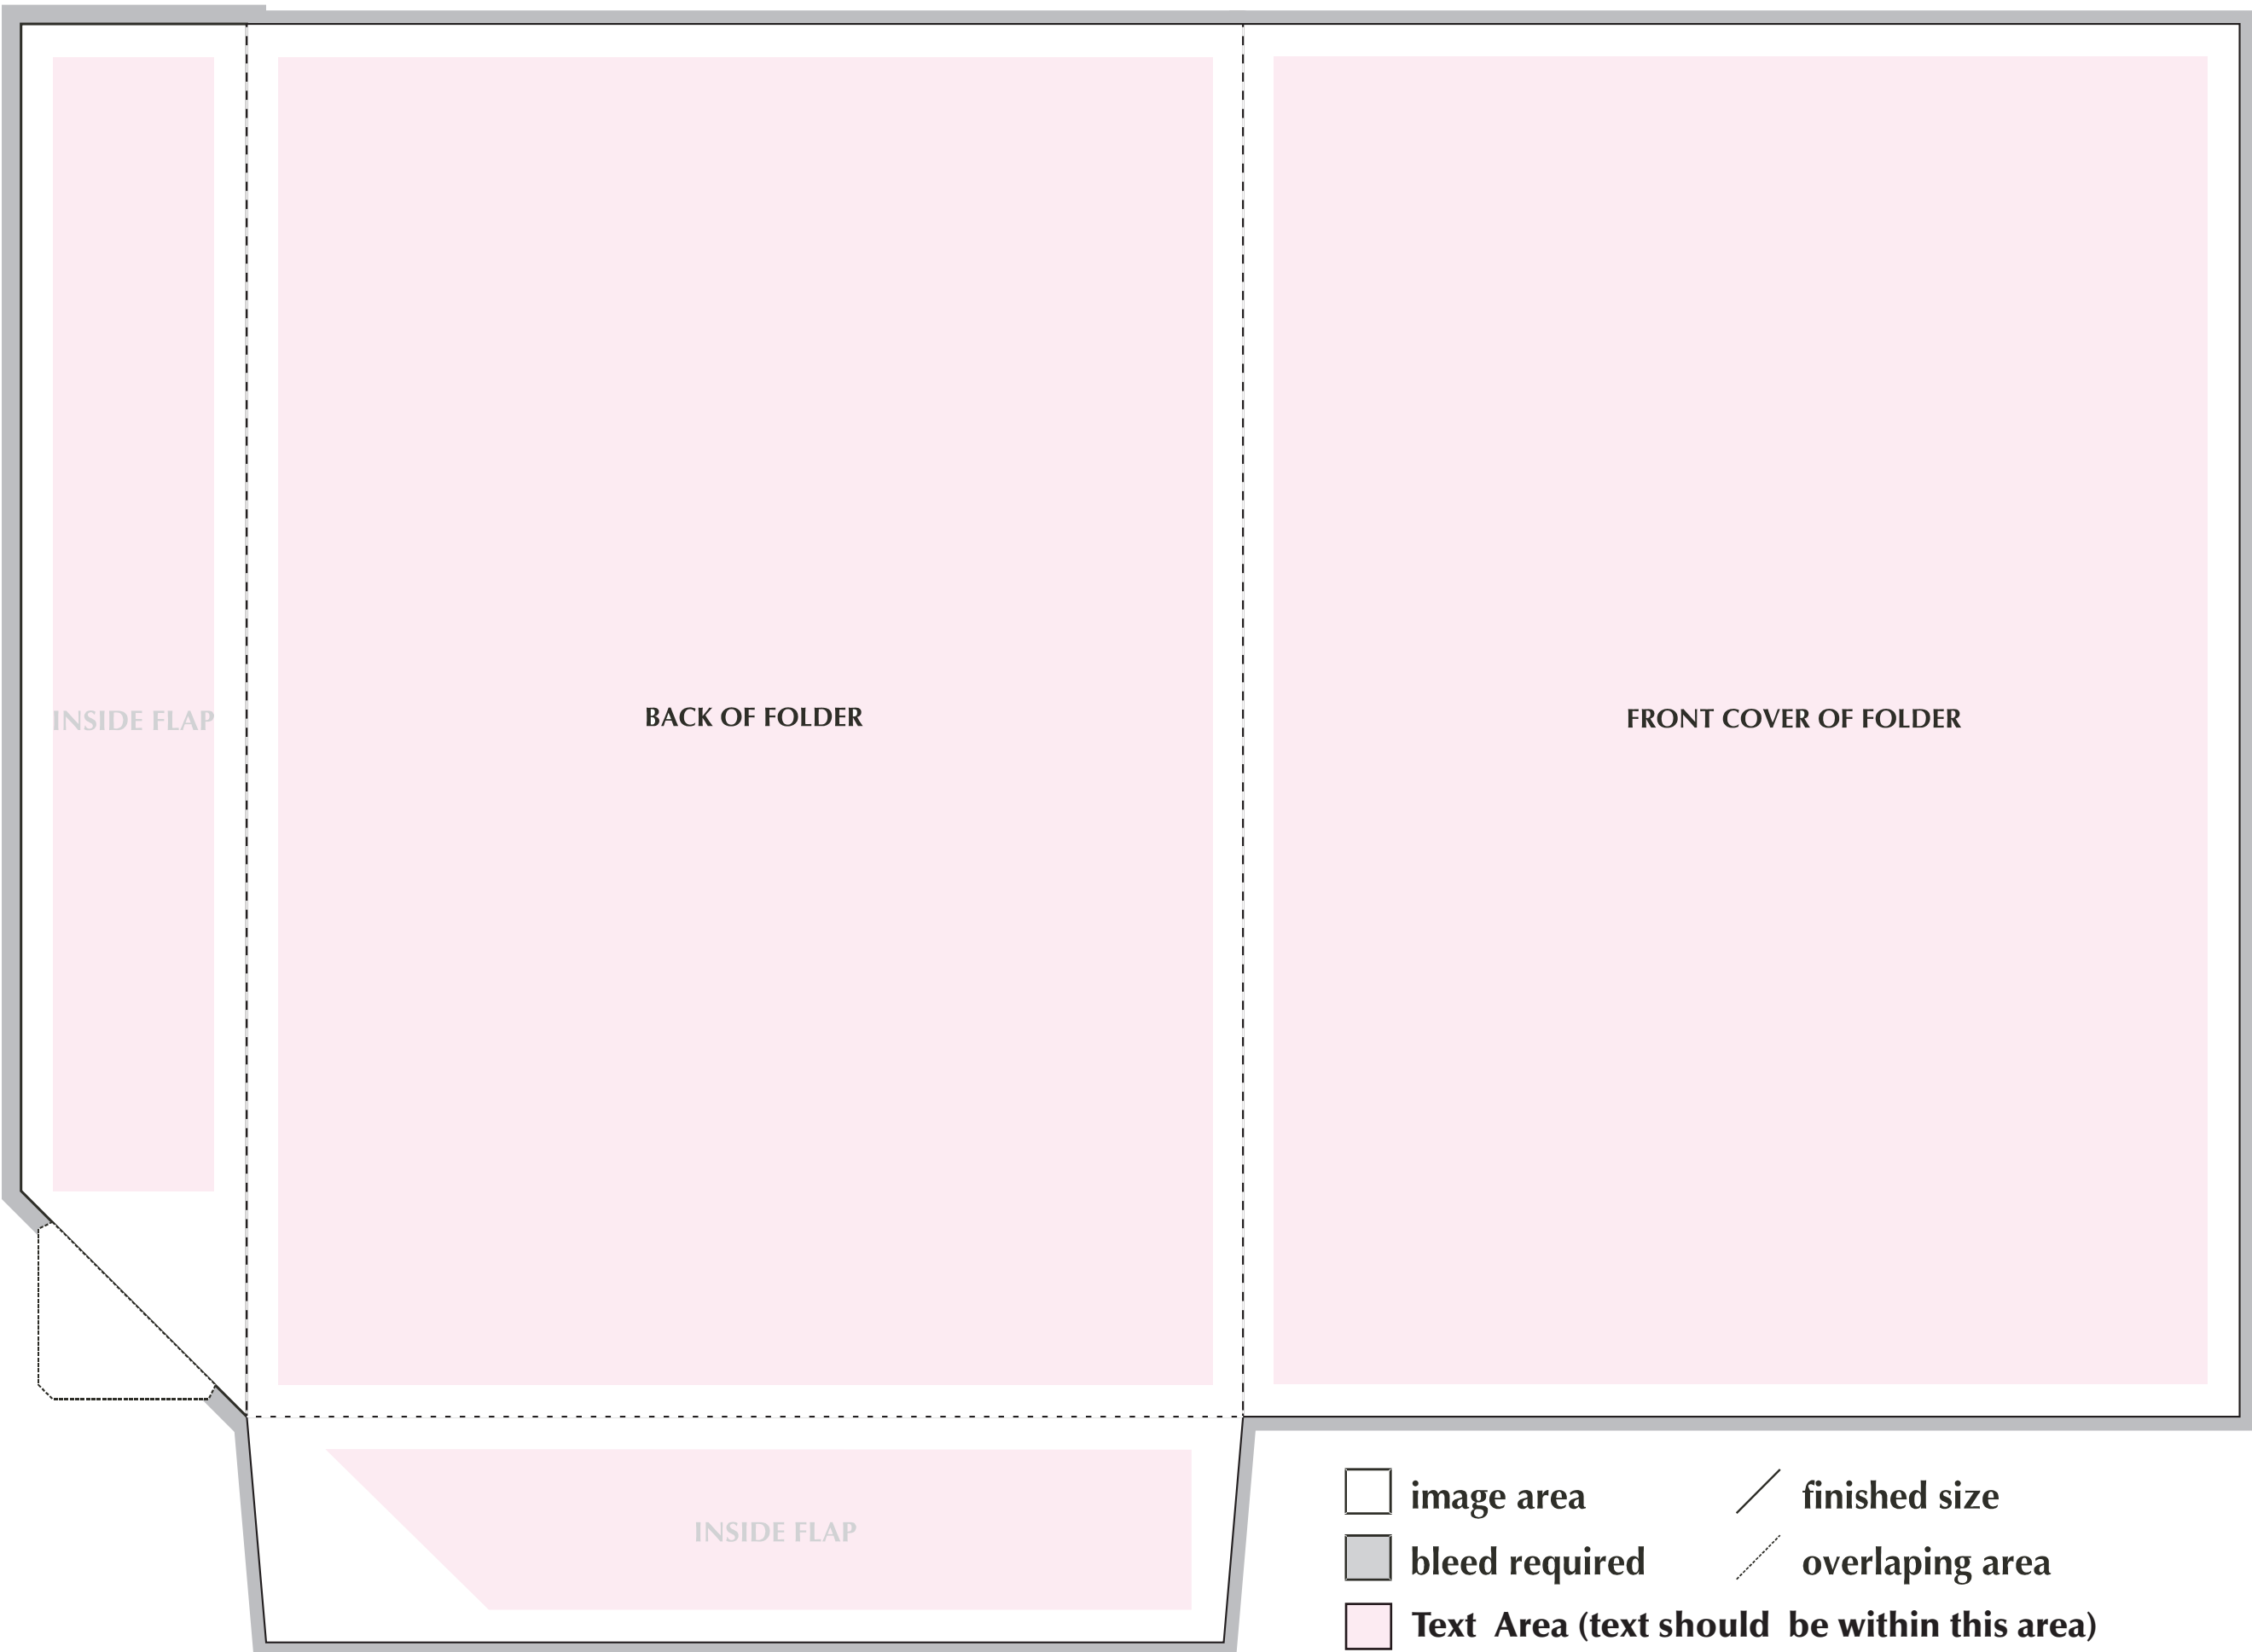 INSIDE FLAP
BACK OF FOLDER
FRONT COVER OF FOLDER
INSIDE FLAP
image area
finished size
bleed required
overlaping area
Text Area (text should be within this area)